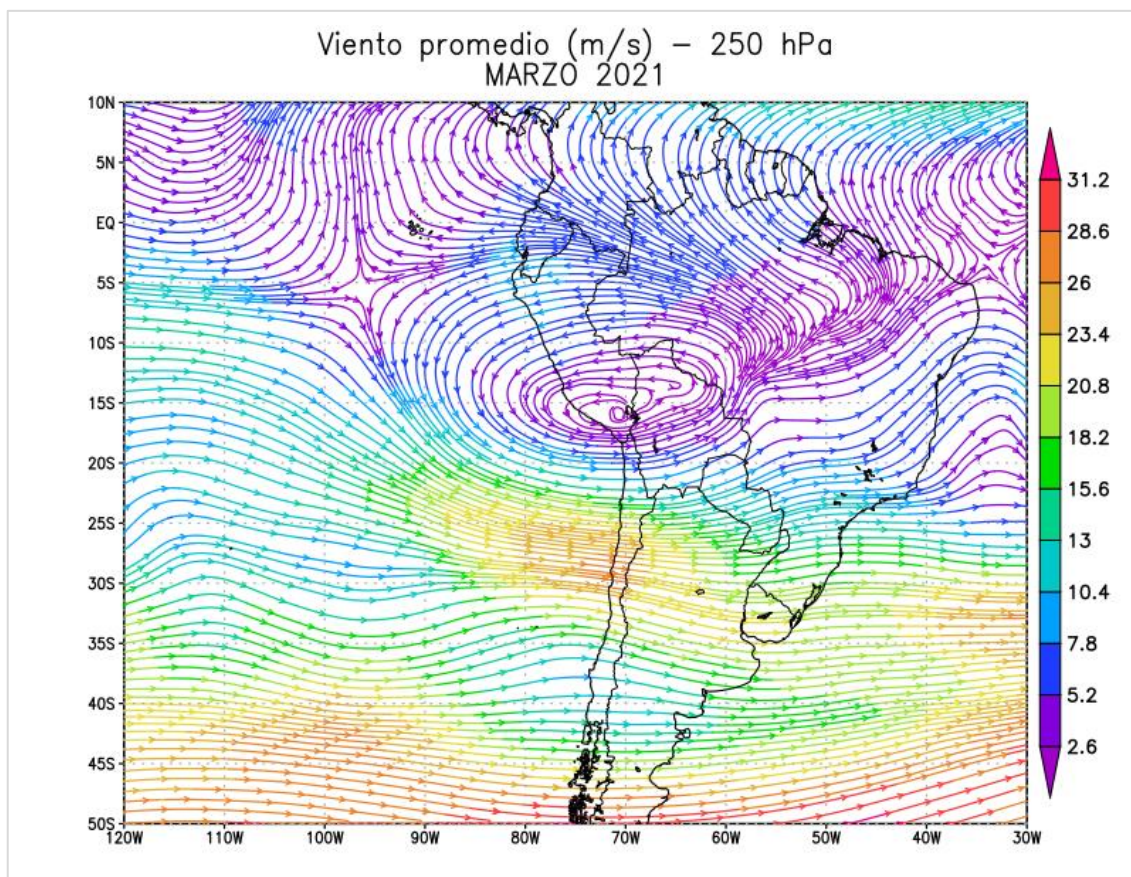 Viento promedio (m/s) – 250 hPa
MARZO 2021
10N
5N
EQ
5S
10S
15S
20S
25S
30S
35S
40S
45S
50S
120W 110W 100W 90W 80W 70W 60W 50W 40W 30W
31.2
28.6
26
23.4
20.8
18.2
15.6
13
10.4
7.8
5.2
2.6